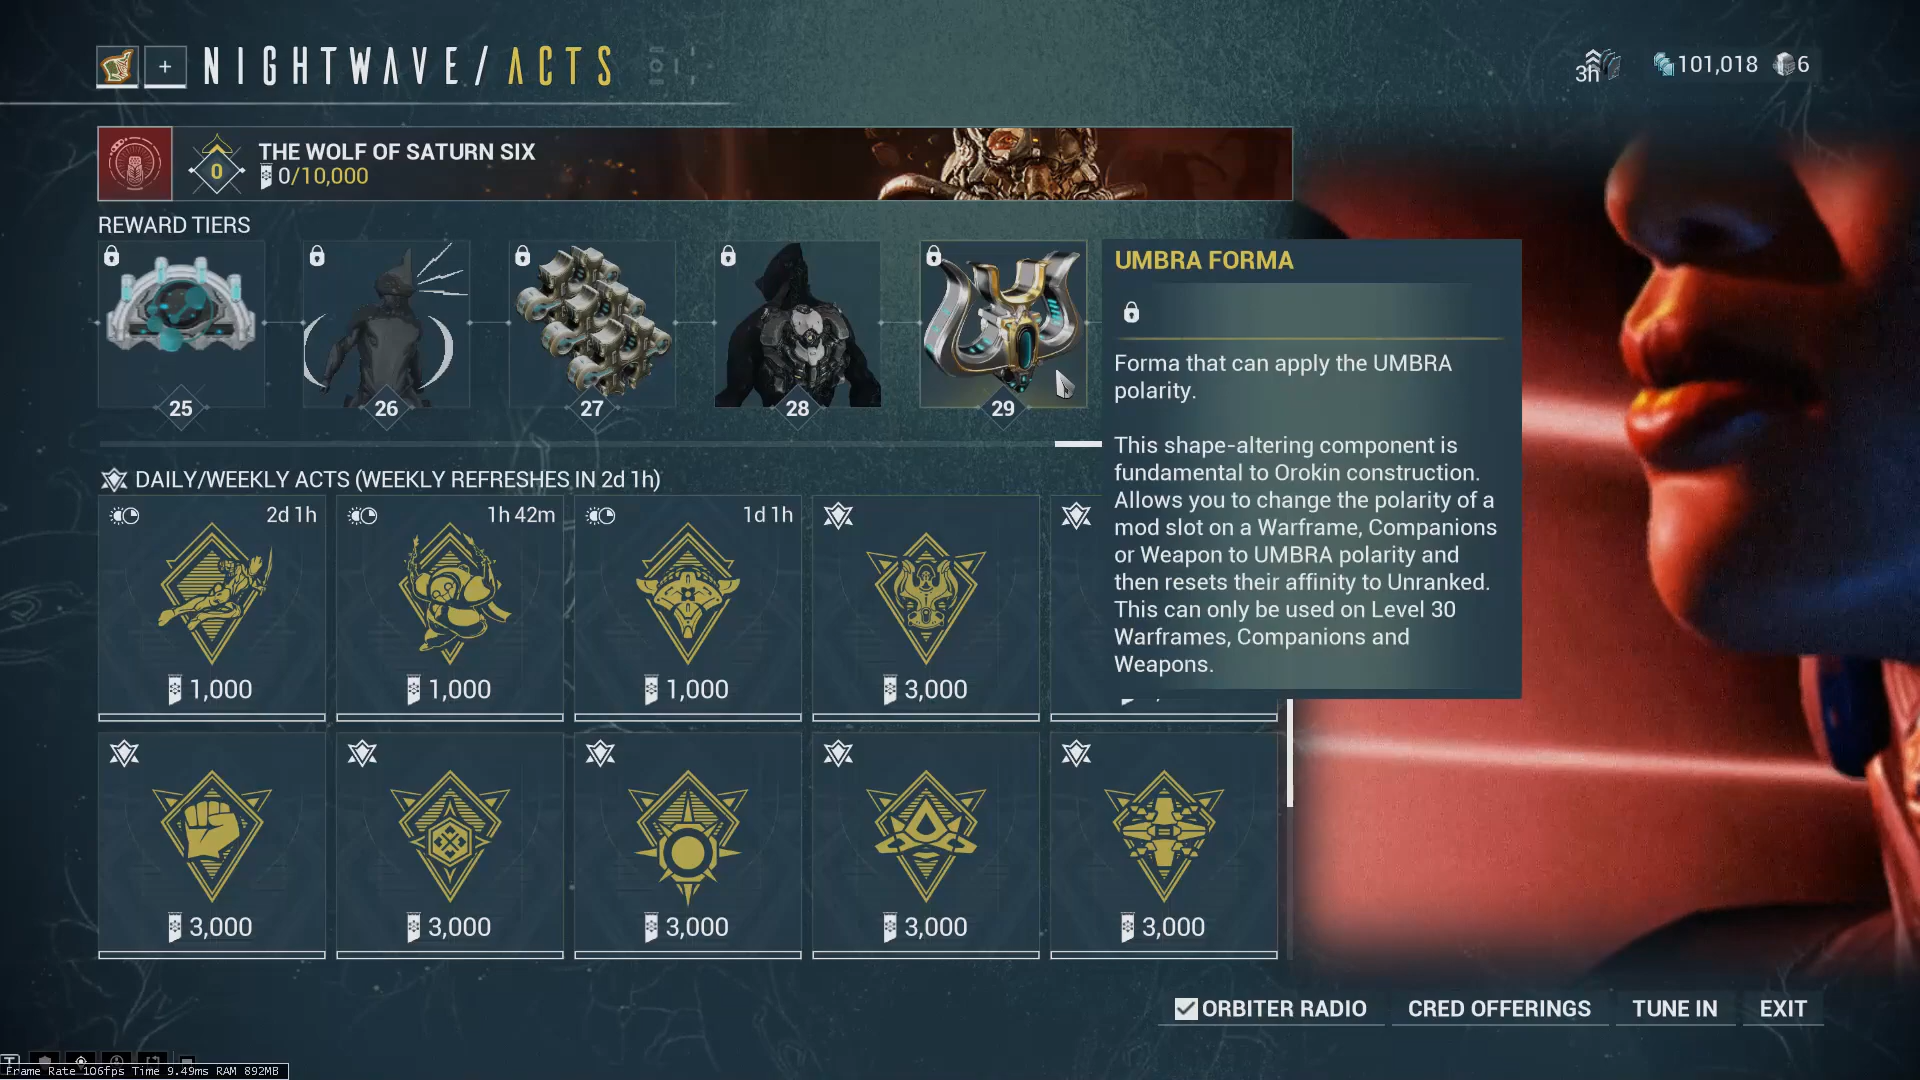 NIGHTWAVE/ACTS
3h
101,018
6
0
THE WOLF OF SATURN SIX
0/10,000
REWARD TIERS
25
26
27
28
29
UMBRA FORMA
Forma that can apply the UMBRA
polarity.
This shape-altering component is
fundamental to Orokin construction.
Allows you to change the polarity of a
mod slot on a Warframe, Companions
or Weapon to UMBRA polarity and
then resets their affinity to Unranked.
This can only be used on Level 30
Warframes, Companions and
Weapons.
DAILY/WEEKLY ACTS (WEEKLY REFRESHES IN 2d 1h)
2d 1h
1h 42m
1d 1h
1,000
1,000
1,000
3,000
3,000
3,000
3,000
3,000
3,000
ORBITER RADIO
CRED OFFERINGS
TUNE IN
EXIT
Frame Rate 106fps Time 9.49ms RAM 892MB